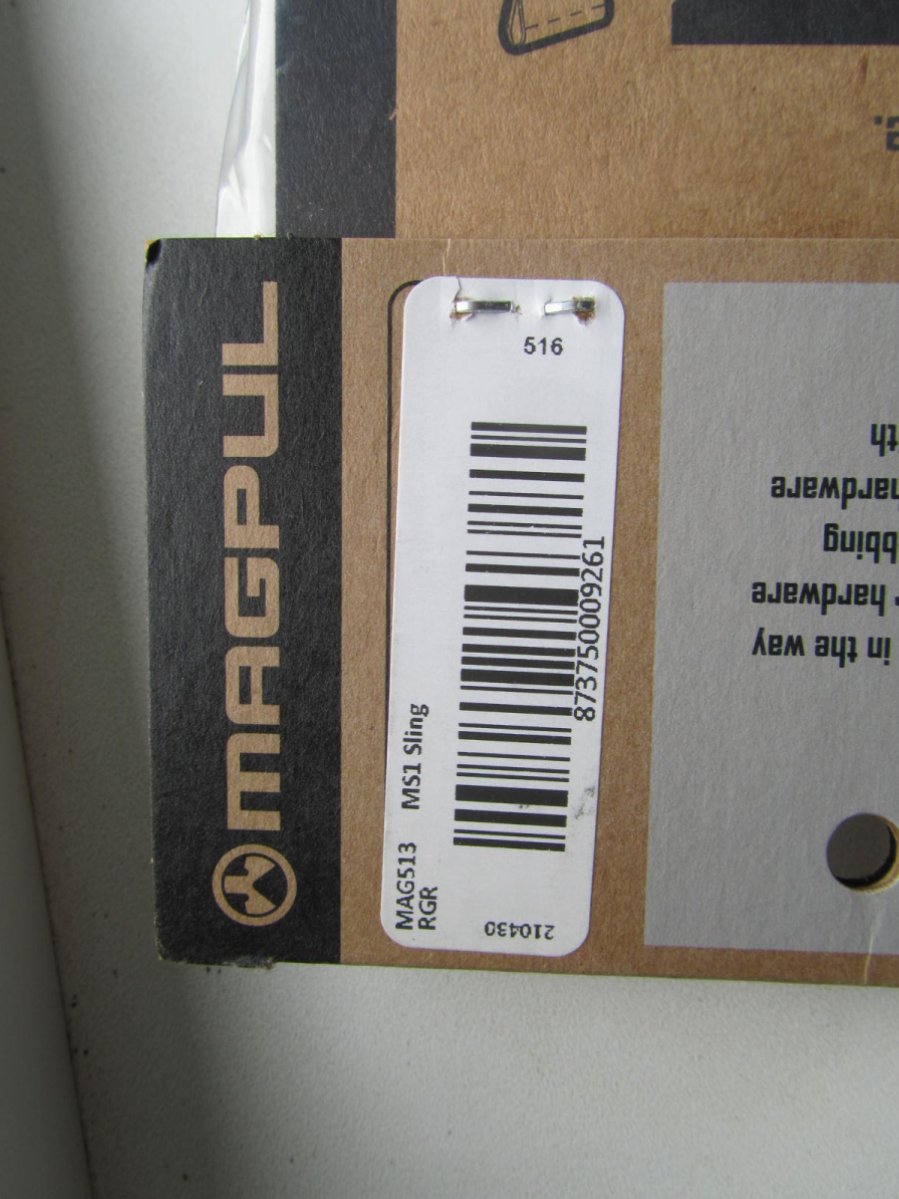 MAGPUL
516
873750009261
MS1 Sling
MAG513
RGR
210430
hardware
hardware
in the way